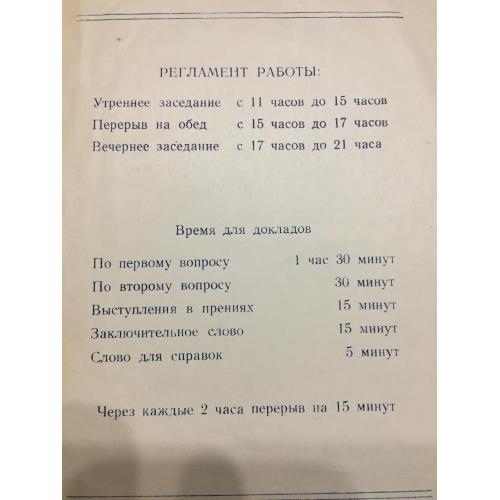 РЕГЛАМЕНТ РАБОТЫ:
Утреннее заседание с 11 часов до 15 часов
Перерыв на обед с 15 часов до 17 часов
Вечернее заседание с 17 часов до 21 часа
Время для докладов
По первому вопросу 1 час 30 минут
По второму вопросу 30 минут
Выступления в прениях 15 минут
Заключительное слово 15 минут
Слово для справок 5 минут
Через каждые 2 часа перерыв на 15 минут